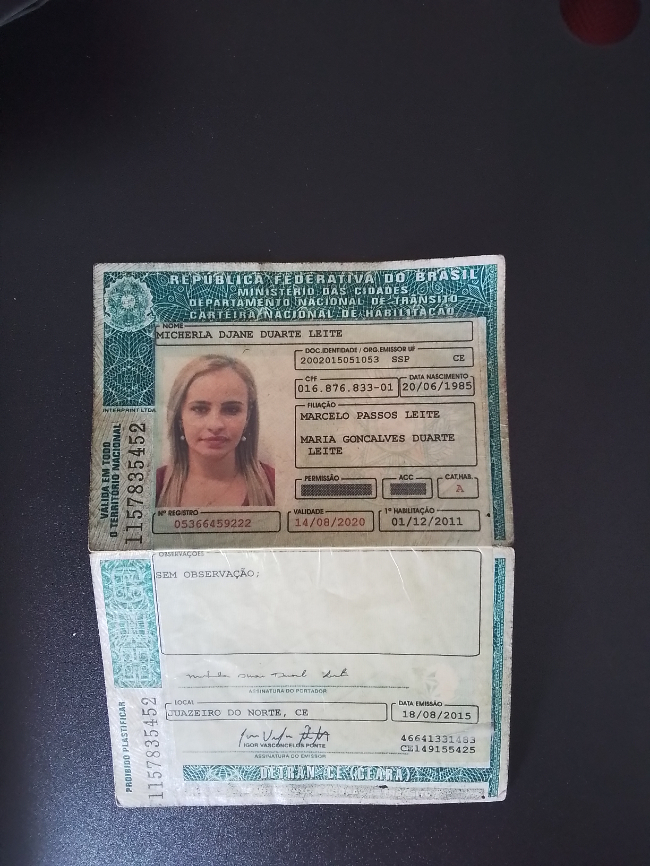 REPÚBLICA FEDERATIVA DO BRASIL
MINISTÉRIO DAS CIDADES
DEPARTAMENTO NACIONAL DE TRÂNSITO
CARTEIRA NACIONAL DE HABILITAÇÃO
NOME
MICHERLA DJANE DUARTE LEITE
DOC. IDENTIDADE / ORG. EMISSOR UF
2002015051053 SSP CE
CPF DATA NASCIMENTO
016.876.833-01 20/06/1985
FILIAÇÃO
MARCELO PASSOS LEITE
MARIA GONCALVES DUARTE
LEITE
PERMISSÃO ACC CAT. HAB.
A
Nº REGISTRO VALIDADE 1ª HABILITAÇÃO
05366459222 14/08/2020 01/12/2011
INTERPRINT LTDA
VÁLIDA EM TODO
O TERRITÓRIO NACIONAL
1157835452
OBSERVAÇÕES
SEM OBSERVAÇÃO;
ASSINATURA DO PORTADOR
LOCAL DATA EMISSÃO
JUAZEIRO DO NORTE, CE 18/08/2015
IGOR VASCONCELOS PONTE
ASSINATURA DO EMISSOR
46641331483
CE149155425
DETRAN CE (CEARÁ)
PROIBIDO PLASTIFICAR
1157835452